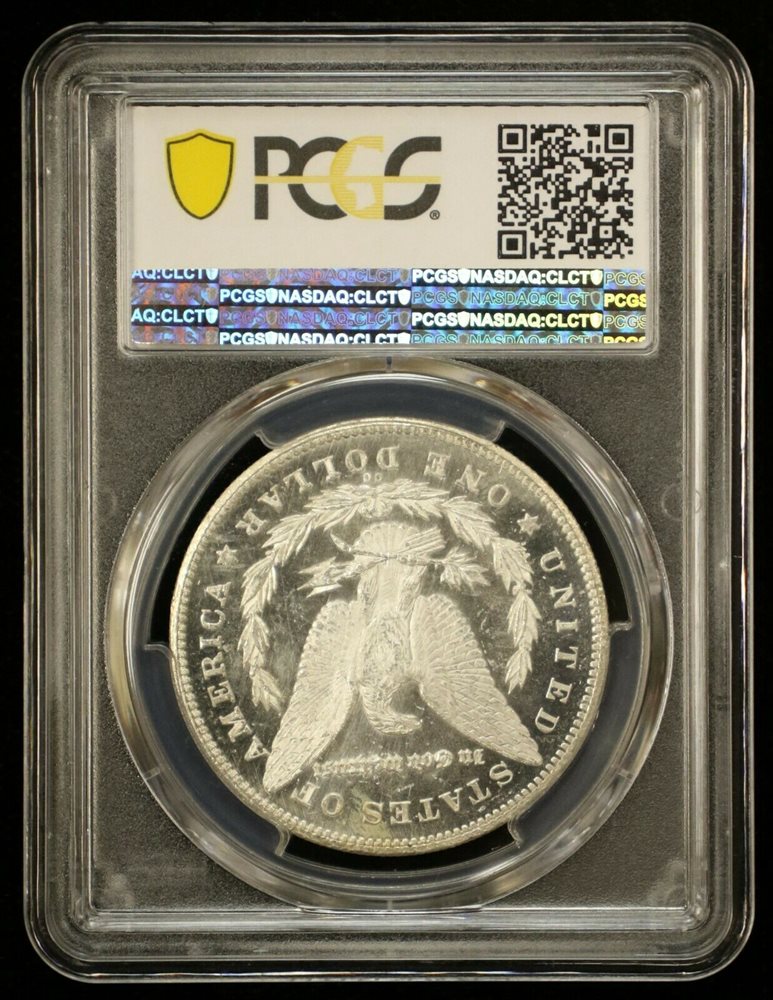 PCGS®
AQ:CLCT PCGS NASDAQ:CLCT PCGS NASDAQ:CLCT PCGS
PCGS NASDAQ:CLCT PCGS NASDAQ:CLCT PCGS
AQ:CLCT PCGS NASDAQ:CLCT PCGS NASDAQ:CLCT PCGS
PCGS NASDAQ:CLCT PCGS NASDAQ:CLCT PCGS
UNITED STATES OF AMERICA
In God We Trust
ONE DOLLAR
CC